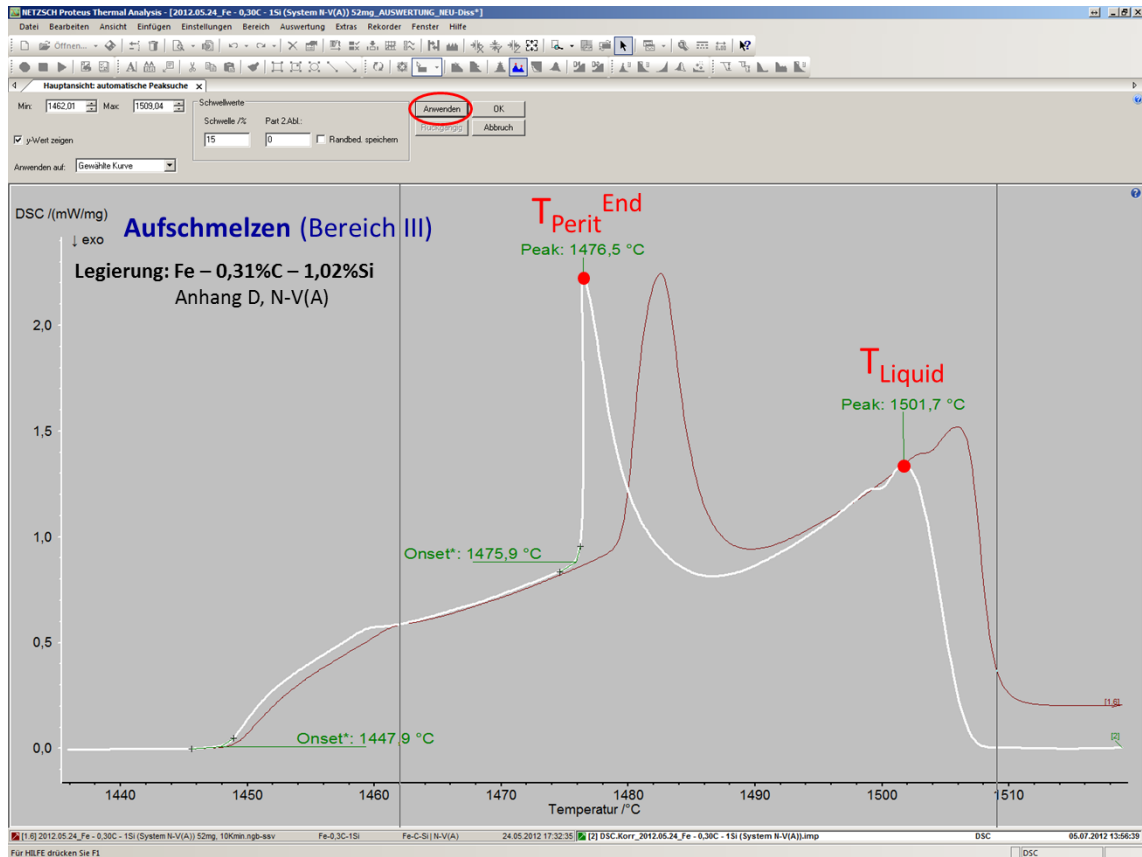 NETZSCH Proteus Thermal Analysis - [2012.05.24_Fe - 0,30C - 1Si (System N-V(A)) 52mg_AUSWERTUNG_NEU-Diss*]
Datei Bearbeiten Ansicht Einfügen Einstellungen Bereich Auswertung Extras Rekorder Fenster Hilfe
Öffnen...
Hauptansicht: automatische Peaksuche x
Min: 1462,01 Max: 1509,04
Schwellwerte
Anwenden OK
Schwelle /% Part 2.Abl.:
Rückgängig Abbruch
y-Wert zeigen 15 0 Randbed. speichern
Anwenden auf: Gewählte Kurve
DSC /(mW/mg)
↓ exo
Aufschmelzen (Bereich III)
Legierung: Fe – 0,31%C – 1,02%Si
Anhang D, N-V(A)
T Perit End
Peak: 1476,5 °C
T Liquid
Peak: 1501,7 °C
Onset*: 1475,9 °C
Onset*: 1447,9 °C
2,0
1,5
1,0
0,5
0,0
[1.6]
[2]
1440 1450 1460 1470 1480 1490 1500 1510
Temperatur /°C
[1.6] 2012.05.24_Fe - 0,30C - 1Si (System N-V(A)) 52mg, 10Kmin.ngb-ssv Fe-0,3C-1Si Fe-C-Si | N-V(A) 24.05.2012 17:32:35 [2] DSC.Korr_2012.05.24_Fe - 0,30C - 1Si (System N-V(A)).imp DSC 05.07.2012 13:56:39
Für HILFE drücken Sie F1 DSC